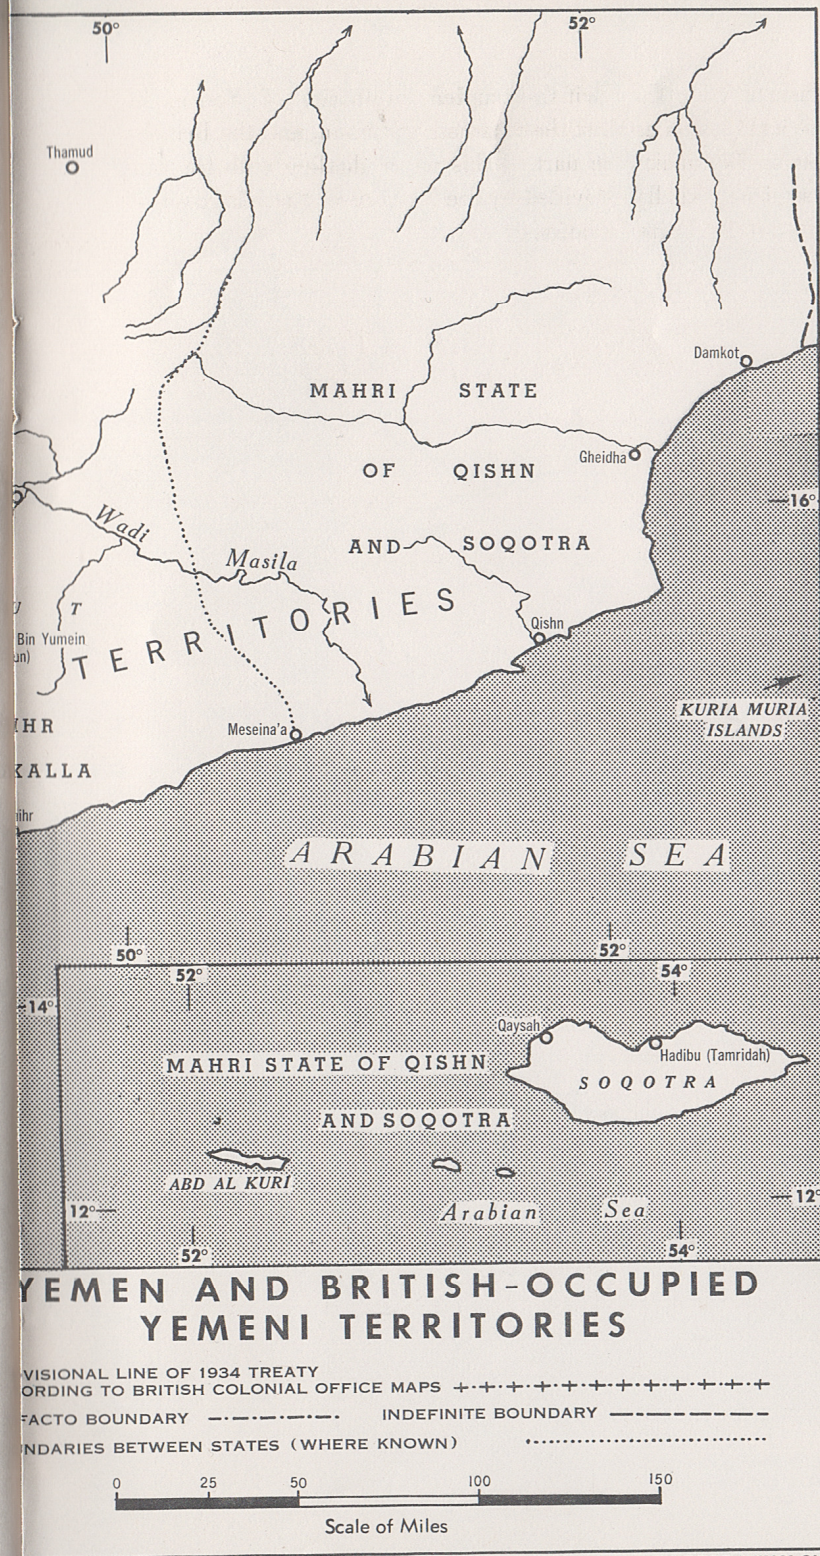 50°
52°
Thamud
Damkot
MAHRI STATE
Gheidha
OF QISHN
16°
Wadi
Masila
AND SOQOTRA
U T
TERRITORIES
Bin Yumein
un)
Qishn
KURIA MURIA
ISLANDS
Meseina'a
HR
KALLA
ihr
ARABIAN SEA
50°
52°
52°
54°
14°
Qaysah
Hadibu (Tamridah)
MAHRI STATE OF QISHN
SOQOTRA
AND SOQOTRA
ABD AL KURI
Arabian Sea
12°
12°
52°
54°
YEMEN AND BRITISH-OCCUPIED
YEMENI TERRITORIES
VISIONAL LINE OF 1934 TREATY
ORDING TO BRITISH COLONIAL OFFICE MAPS
FACTO BOUNDARY
INDEFINITE BOUNDARY
NDARIES BETWEEN STATES (WHERE KNOWN)
0 25 50 100 150
Scale of Miles